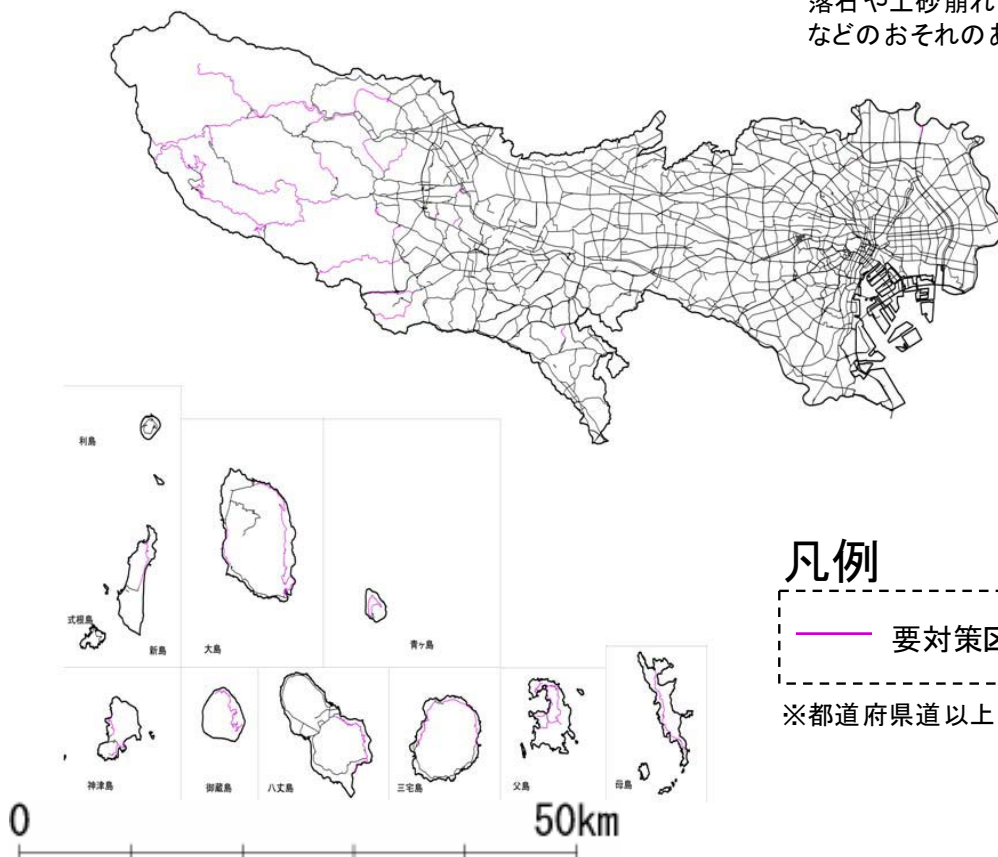 落石や土砂崩れ
などのおそれのあ
利島
式根島
新島
大島
青ヶ島
神津島
御蔵島
八丈島
三宅島
父島
母島
凡例
要対策区
※都道府県道以上
0
50km